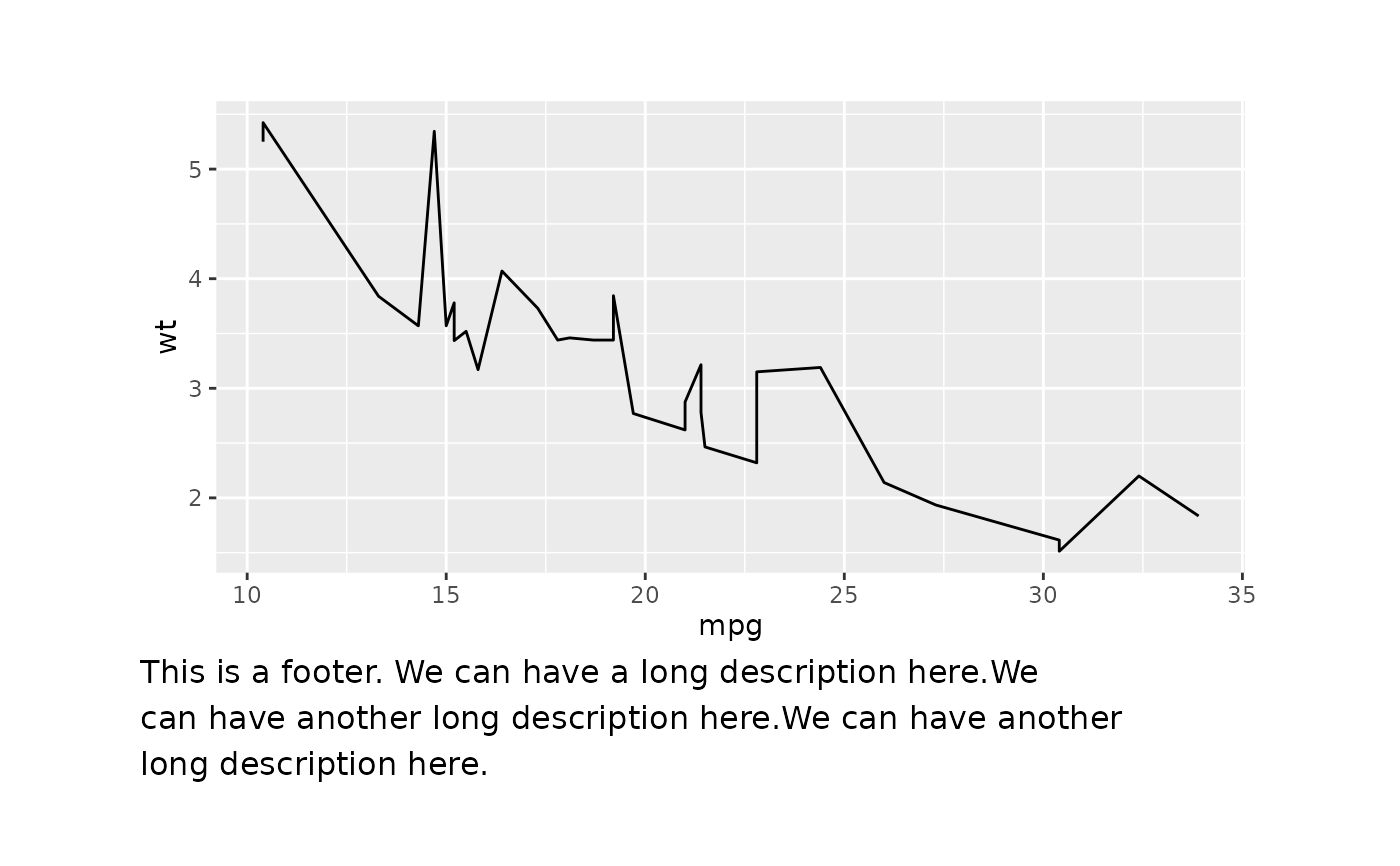 5
4
3
2
wt
10 15 20 25 30 35
mpg
This is a footer. We can have a long description here.We
can have another long description here.We can have another
long description here.